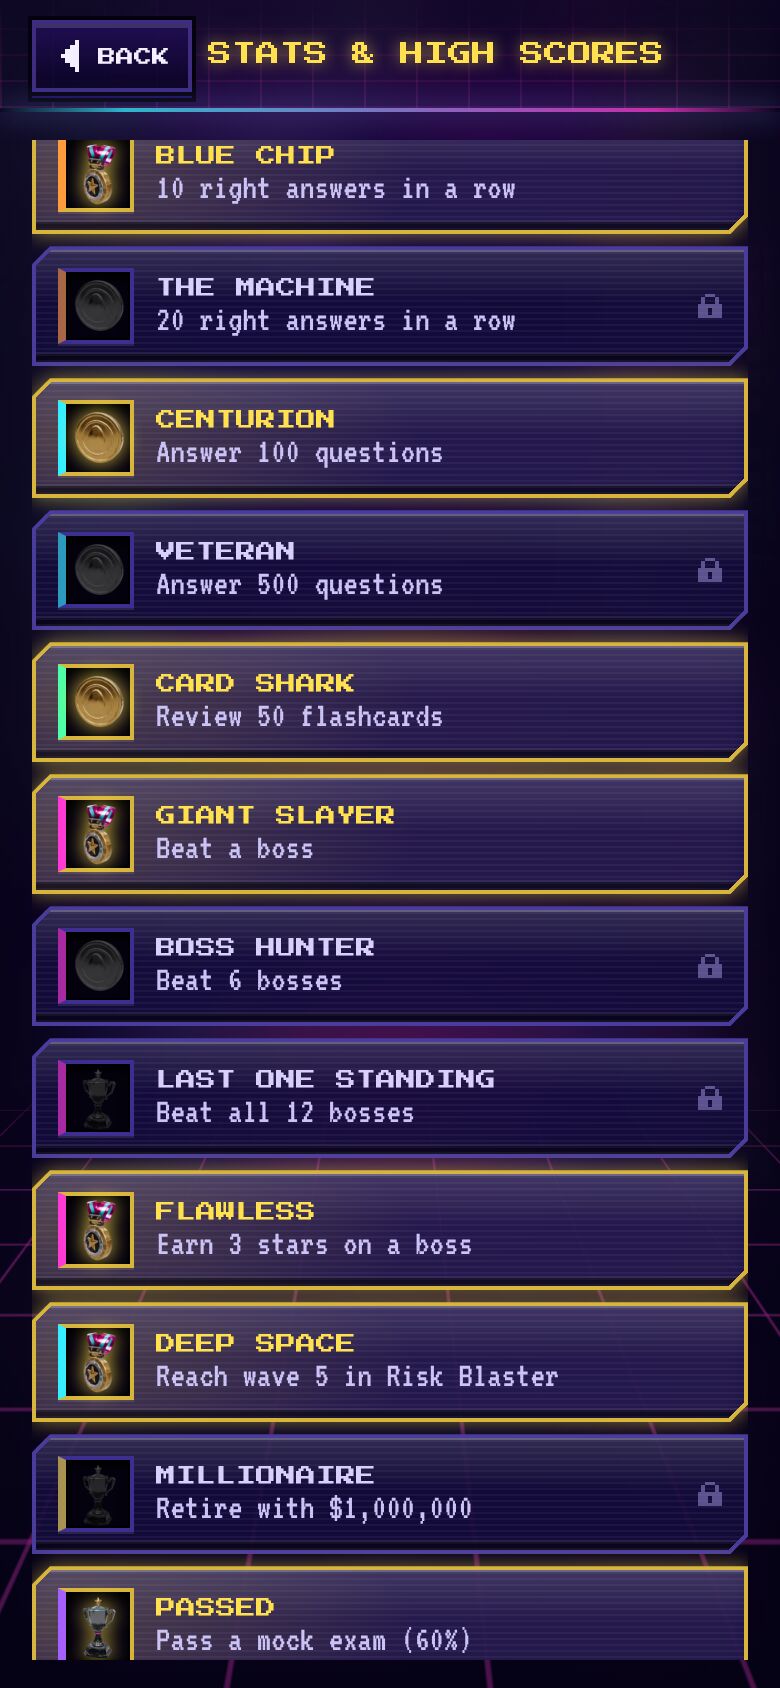 BACK
STATS & HIGH SCORES
BLUE CHIP
10 right answers in a row
THE MACHINE
20 right answers in a row
CENTURION
Answer 100 questions
VETERAN
Answer 500 questions
CARD SHARK
Review 50 flashcards
GIANT SLAYER
Beat a boss
BOSS HUNTER
Beat 6 bosses
LAST ONE STANDING
Beat all 12 bosses
FLAWLESS
Earn 3 stars on a boss
DEEP SPACE
Reach wave 5 in Risk Blaster
MILLIONAIRE
Retire with $1,000,000
PASSED
Pass a mock exam (60%)